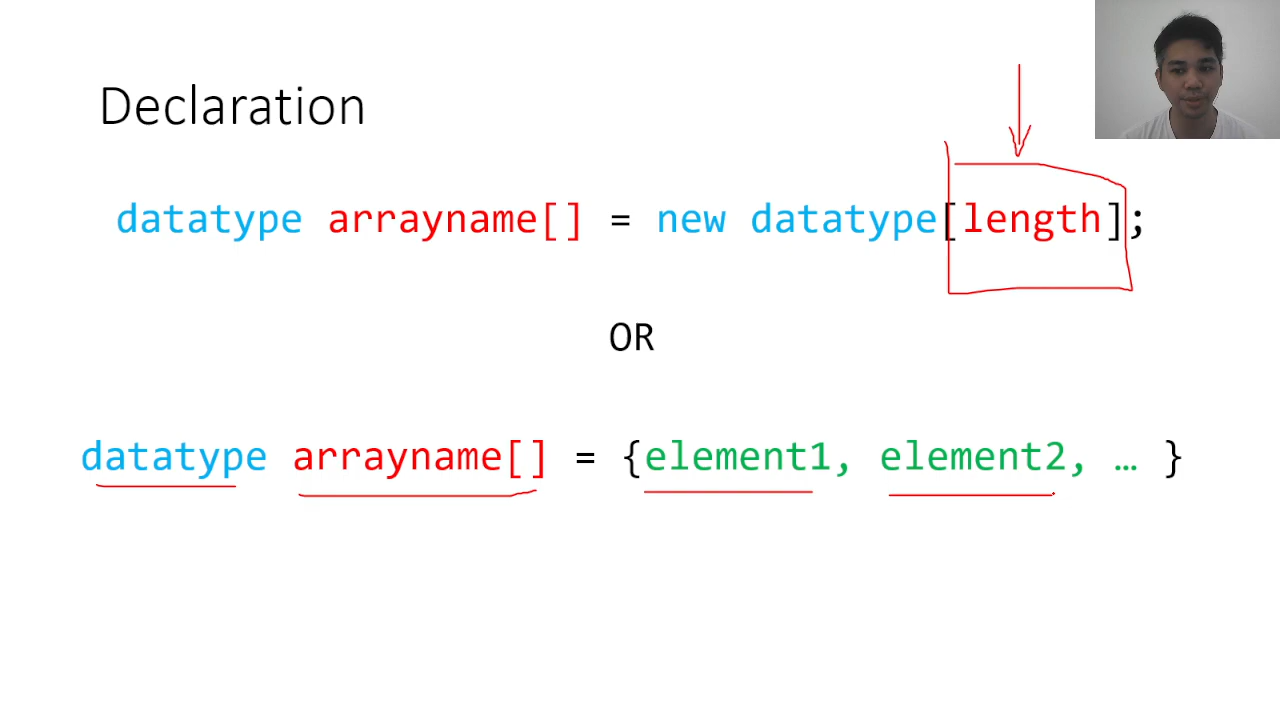 Declaration
datatype arrayname[] = new datatype[length];
OR
datatype arrayname[] = {element1, element2, … }